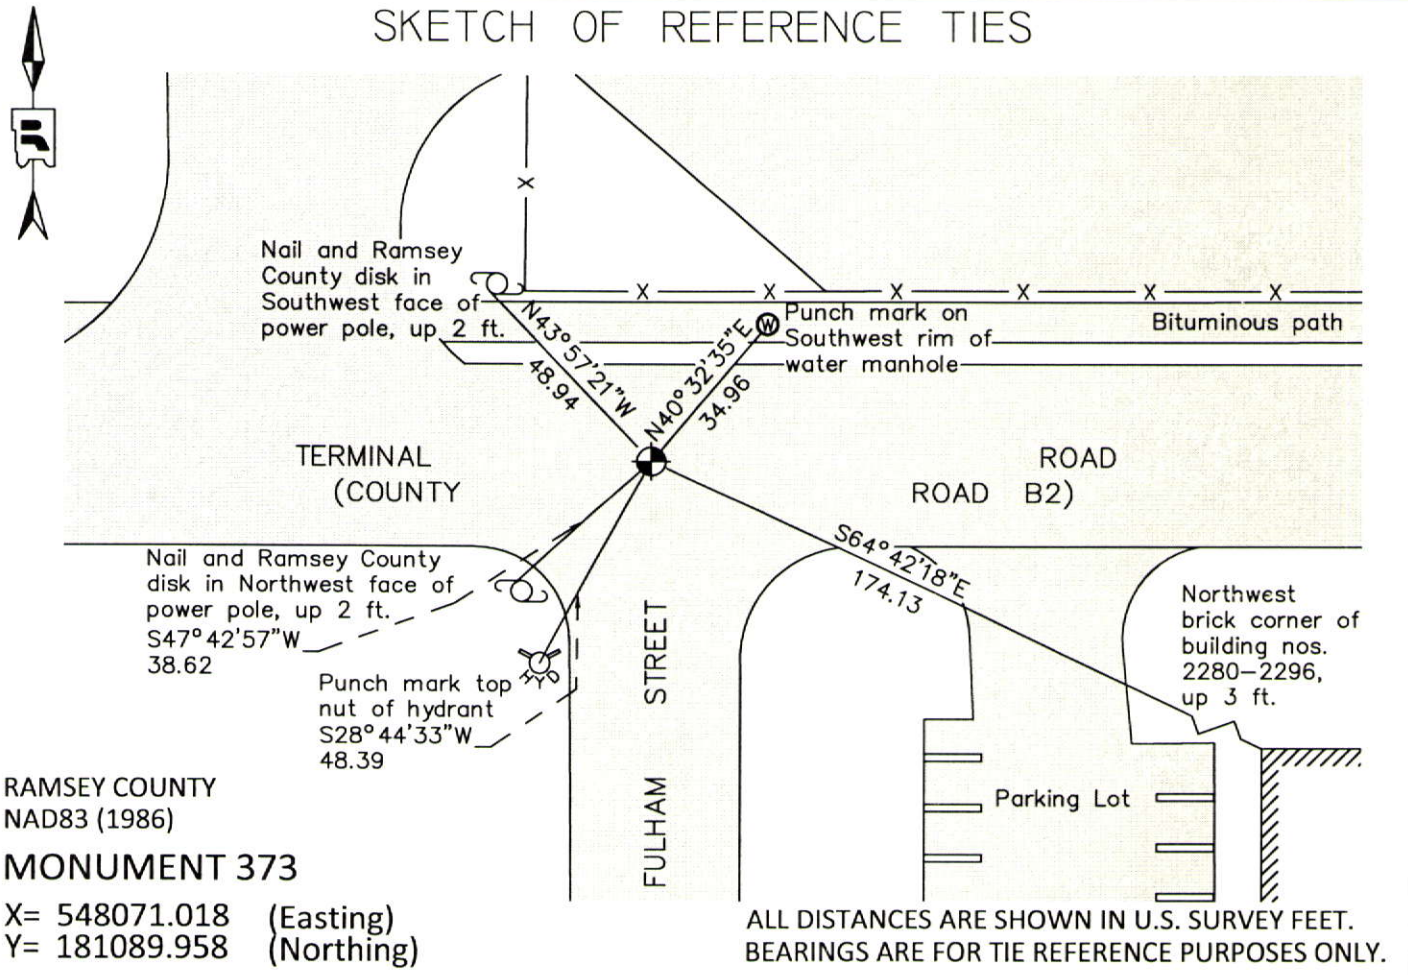 SKETCH OF REFERENCE TIES
R
X
Nail and Ramsey
County disk in
Southwest face of
power pole, up 2 ft.
X X X X X X
N43°57'21"W
48.94
N40°32'35"E
34.96
W
Punch mark on
Southwest rim of
water manhole
Bituminous path
TERMINAL ROAD
(COUNTY ROAD B2)
Nail and Ramsey County
disk in Northwest face of
power pole, up 2 ft.
S47°42'57"W
38.62
HYD
Punch mark top
nut of hydrant
S28°44'33"W
48.39
FULHAM STREET
S64°42'18"E
174.13
Northwest
brick corner of
building nos.
2280-2296,
up 3 ft.
Parking Lot
RAMSEY COUNTY
NAD83 (1986)
MONUMENT 373
X= 548071.018 (Easting)
Y= 181089.958 (Northing)
ALL DISTANCES ARE SHOWN IN U.S. SURVEY FEET.
BEARINGS ARE FOR TIE REFERENCE PURPOSES ONLY.